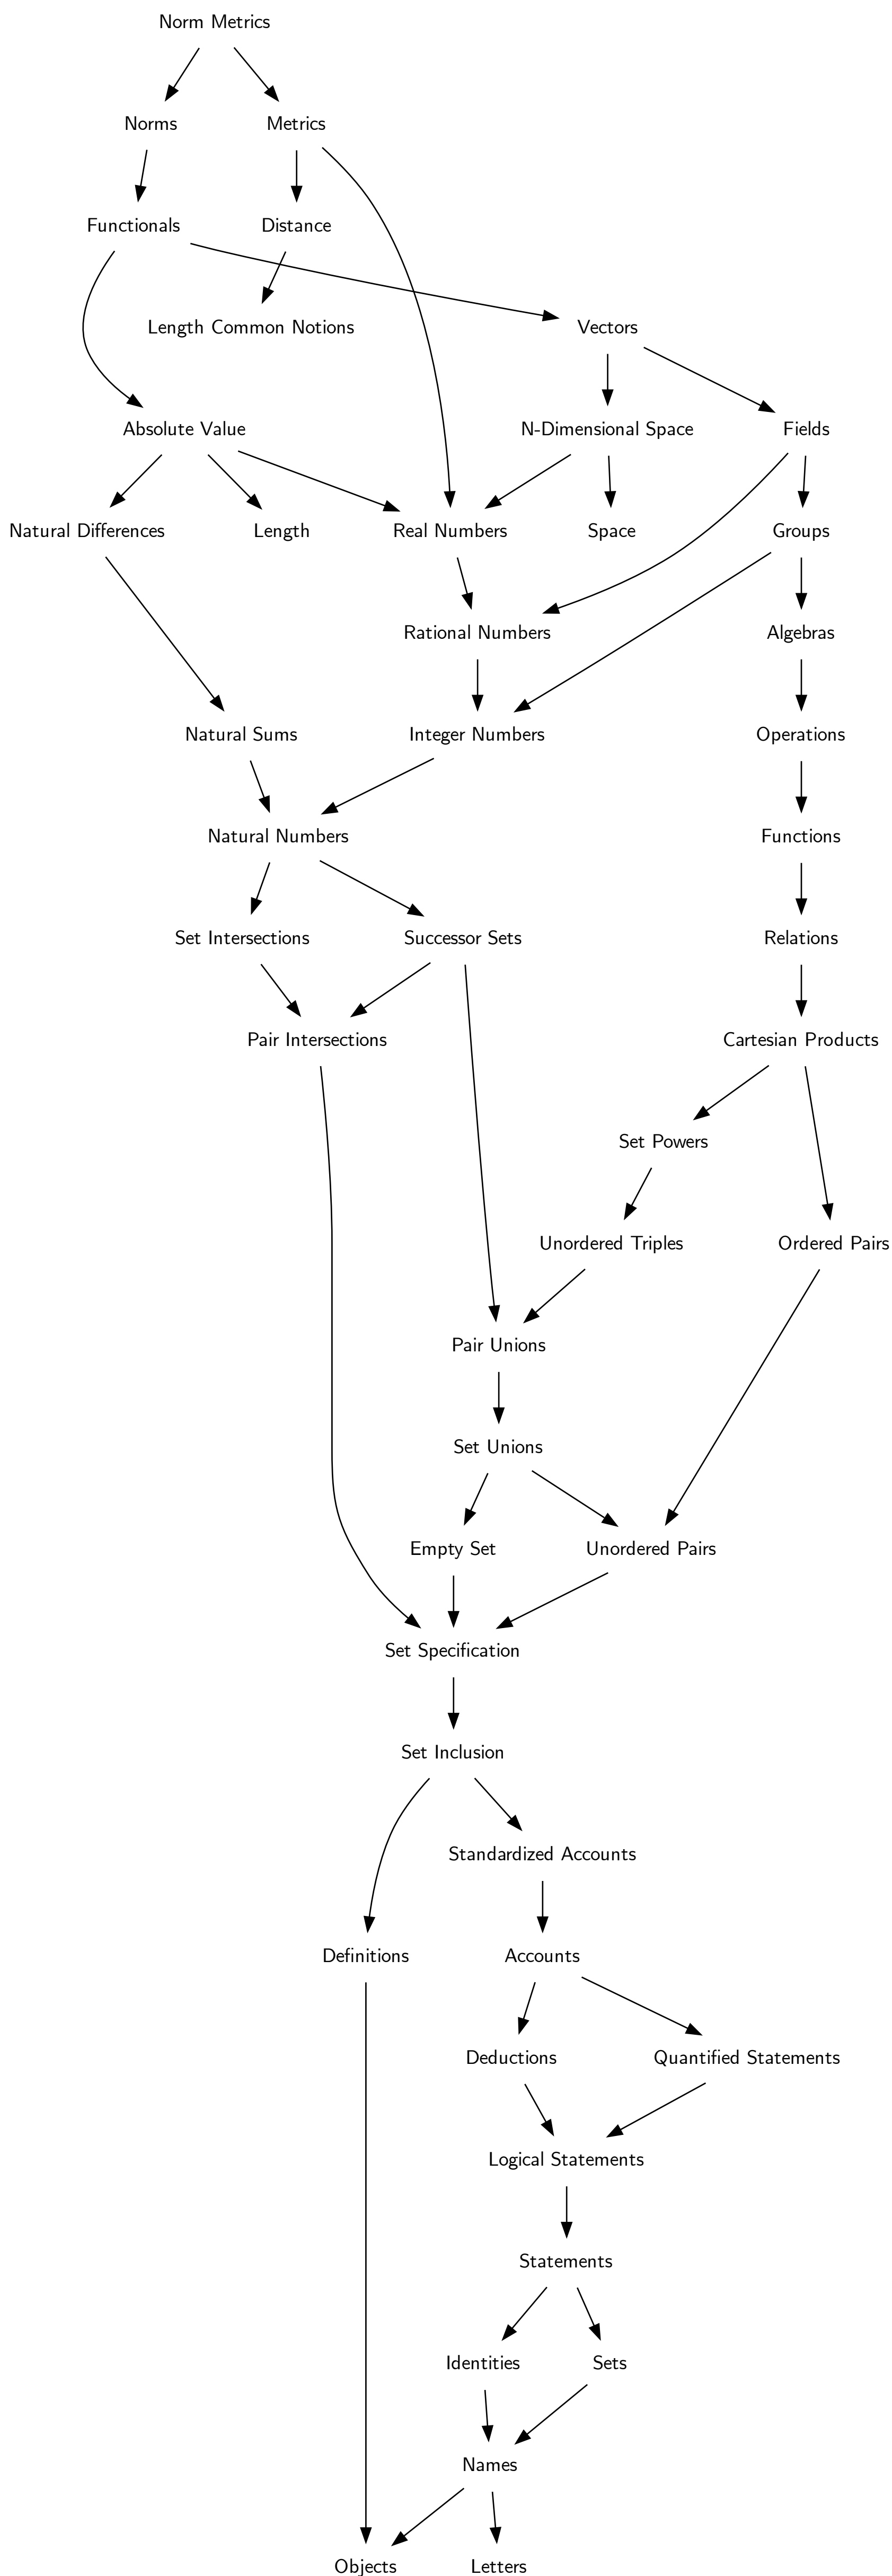 Norm Metrics
Norms
Metrics
Functionals
Distance
Length Common Notions
Vectors
Absolute Value
N-Dimensional Space
Fields
Natural Differences
Length
Real Numbers
Space
Groups
Rational Numbers
Algebras
Natural Sums
Integer Numbers
Operations
Natural Numbers
Functions
Set Intersections
Successor Sets
Relations
Pair Intersections
Cartesian Products
Set Powers
Unordered Triples
Ordered Pairs
Pair Unions
Set Unions
Empty Set
Unordered Pairs
Set Specification
Set Inclusion
Standardized Accounts
Definitions
Accounts
Deductions
Quantified Statements
Logical Statements
Statements
Identities
Sets
Names
Objects
Letters